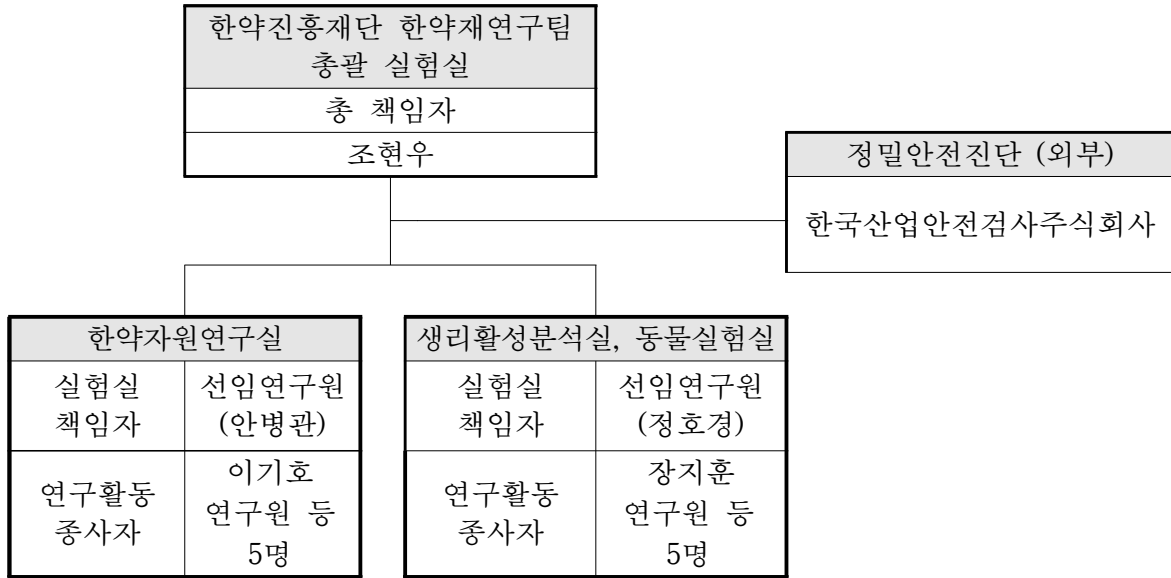 한약진흥재단 한약재연구팀
총괄 실험실
총 책임자
조현우
정밀안전진단 (외부)
한국산업안전검사주식회사
한약자원연구실
실험실
책임자
선임연구원
(안병관)
연구활동
종사자
이기호
연구원 등
5명
생리활성분석실, 동물실험실
실험실
책임자
선임연구원
(정호경)
연구활동
종사자
장지훈
연구원 등
5명